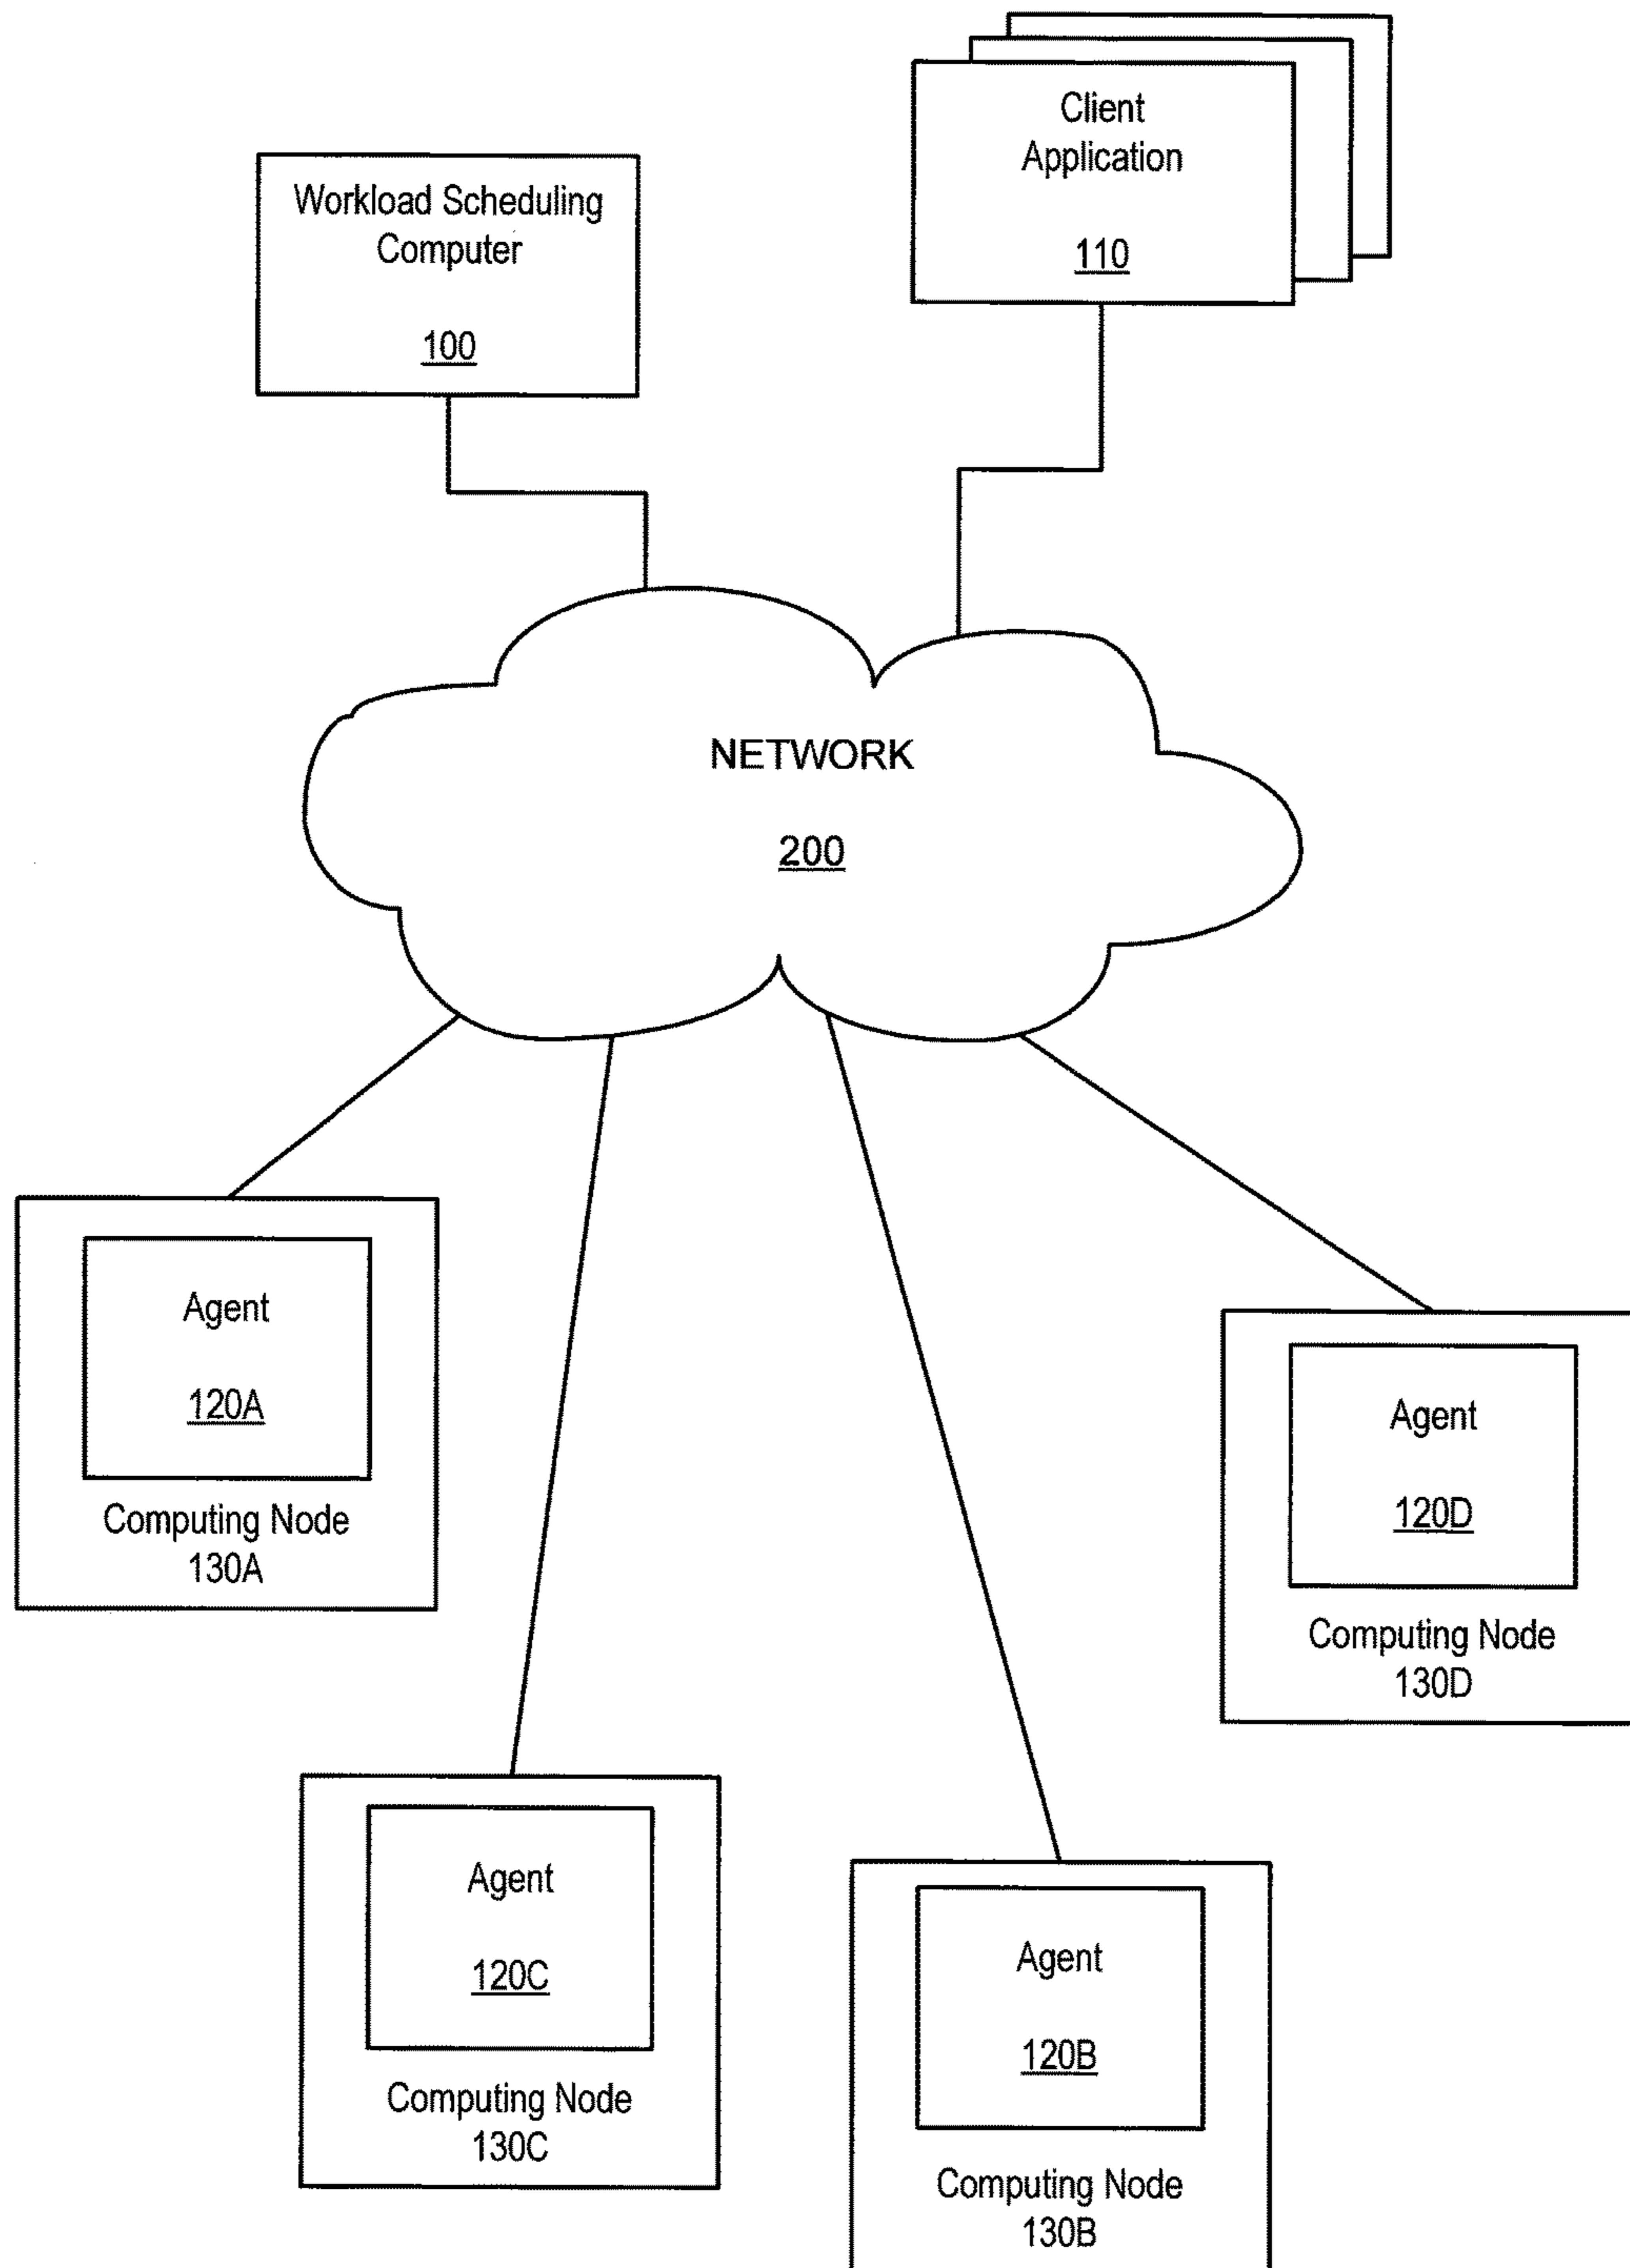 Client
Application
110
Workload Scheduling
Computer
100
NETWORK
200
Agent
120A
Computing Node
130A
Agent
120D
Computing Node
130D
Agent
120C
Computing Node
130C
Agent
120B
Computing Node
130B